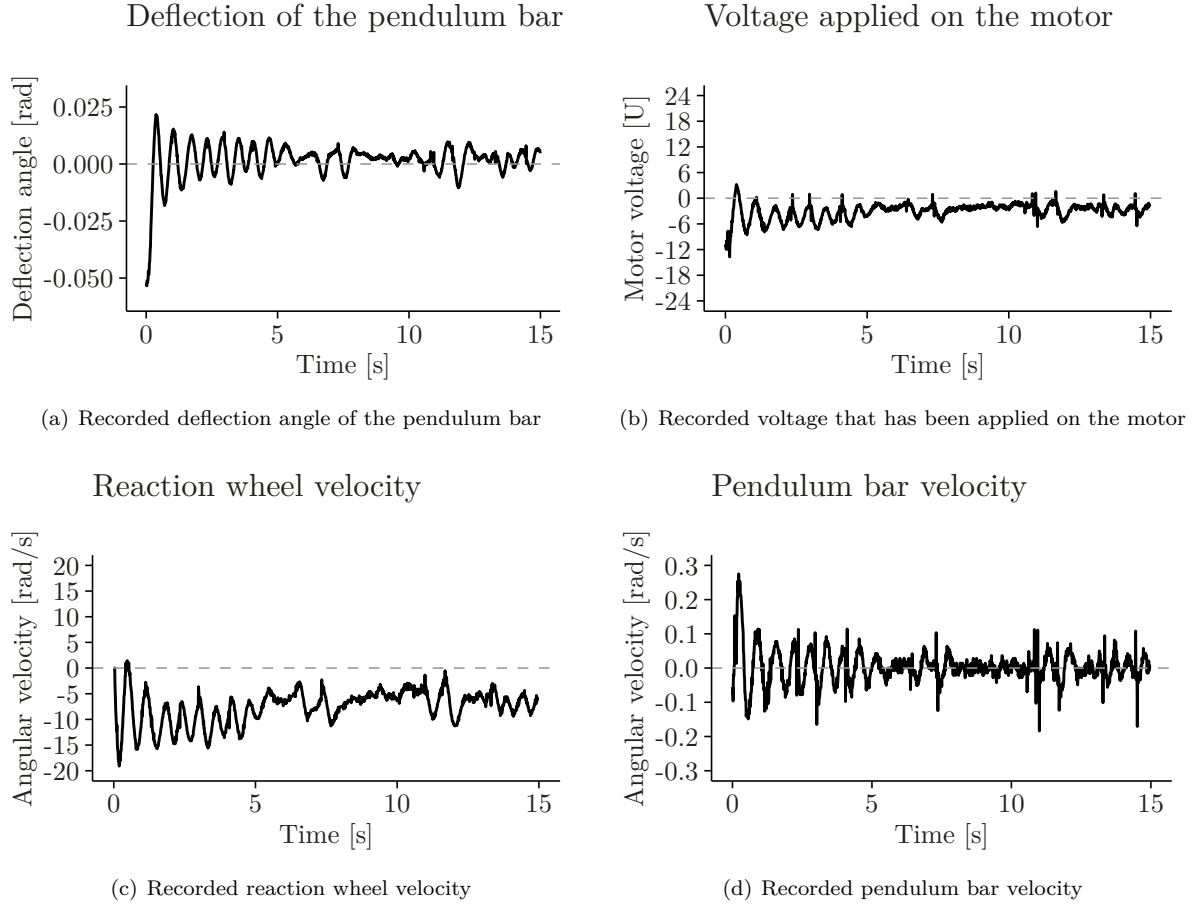 Deflection of the pendulum bar
Deflection angle [rad]
0.025
0.000
-0.025
-0.050
0 5 10 15
Time [s]
(a) Recorded deflection angle of the pendulum bar
Voltage applied on the motor
Motor voltage [U]
24
18
12
6
0
-6
-12
-18
-24
0 5 10 15
Time [s]
(b) Recorded voltage that has been applied on the motor
Reaction wheel velocity
Angular velocity [rad/s]
20
15
10
5
0
-5
-10
-15
-20
0 5 10 15
Time [s]
(c) Recorded reaction wheel velocity
Pendulum bar velocity
Angular velocity [rad/s]
0.3
0.2
0.1
0.0
-0.1
-0.2
-0.3
0 5 10 15
Time [s]
(d) Recorded pendulum bar velocity